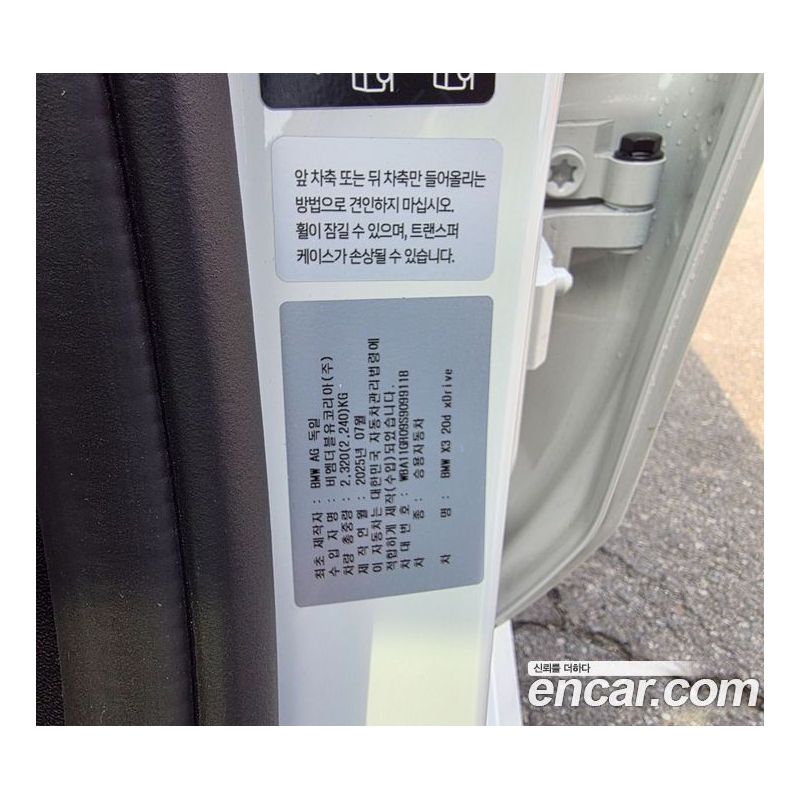 앞 차축 또는 뒤 차축만 들어올리는
방법으로 견인하지 마십시오.
휠이 잠길 수 있으며, 트랜스퍼
케이스가 손상될 수 있습니다.
최초 제작자 : BMW AG 독일
수 입 자 명 : 비엠더블유코리아(주)
차량 총중량 : 2,320(2,240)KG
제 작 연 월 : 2025년 07월
이 자동차는 대한민국 자동차관리법령에
적합하게 제작(수입)되었습니다.
차 대 번 호 : WBA11GR09S9099118
차 종 : 승용자동차
차 명 : BMW X3 20d xDrive
신뢰를 더하다
encar.com